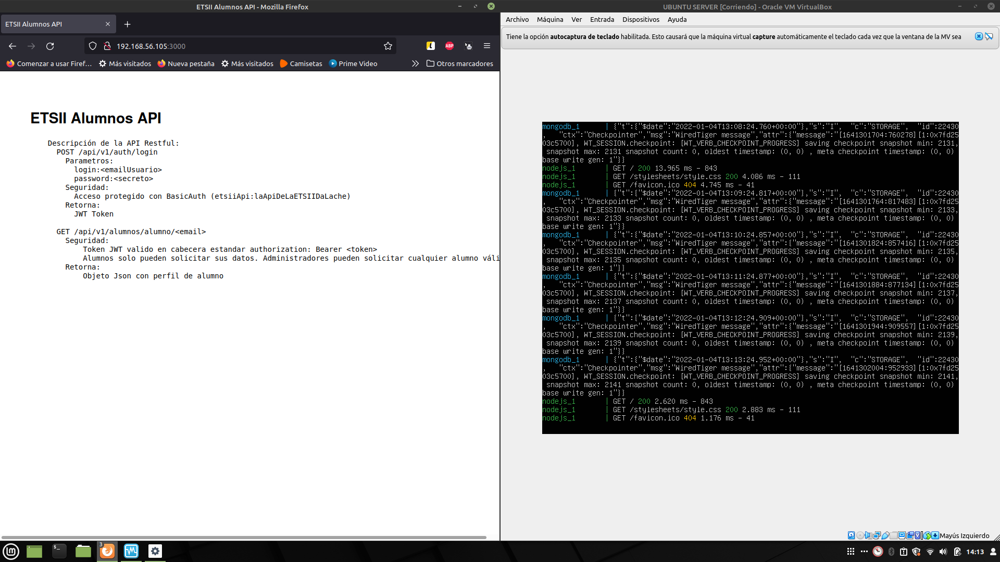 ETSII Alumnos API - Mozilla Firefox
ETSII Alumnos API
192.168.56.105:3000
ABP
Comenzar a usar Firef…
Más visitados
Nueva pestaña
Más visitados
Camisetas
Prime Video
Otros marcadores
ETSII Alumnos API
Descripción de la API Restful:
POST /api/v1/auth/login
Parametros:
login:<emailUsuario>
password:<secreto>
Seguridad:
Acceso protegido con BasicAuth (etsiiApi:laApiDeLaETSIIDaLache)
Retorna:
JWT Token
GET /api/v1/alumnos/alumno/<email>
Seguridad:
Token JWT valido en cabecera estandar authorization: Bearer <token>
Alumnos solo pueden solicitar sus datos. Administradores pueden solicitar cualquier alumno váli
Retorna:
Objeto Json con perfil de alumno
UBUNTU SERVER [Corriendo] - Oracle VM VirtualBox
Archivo Máquina Ver Entrada Dispositivos Ayuda
Tiene la opción autocaptura de teclado habilitada. Esto causará que la máquina virtual capture automáticamente el teclado cada vez que la ventana de la MV sea
mongodb_1 | {"t":{"$date":"2022-01-04T13:08:24.760+00:00"},"s":"I", "c":"STORAGE", "id":22430
, "ctx":"Checkpointer","msg":"WiredTiger message","attr":{"message":"[1641301704:760278][1:0x7fd25
03c5700], WT_SESSION.checkpoint: [WT_VERB_CHECKPOINT_PROGRESS] saving checkpoint snapshot min: 2131,
snapshot max: 2131 snapshot count: 0, oldest timestamp: (0, 0) , meta checkpoint timestamp: (0, 0)
base write gen: 1"}}
nodejs_1 | GET / 200 13.965 ms - 843
nodejs_1 | GET /stylesheets/style.css 200 4.086 ms - 111
nodejs_1 | GET /favicon.ico 404 4.745 ms - 41
mongodb_1 | {"t":{"$date":"2022-01-04T13:09:24.817+00:00"},"s":"I", "c":"STORAGE", "id":22430
, "ctx":"Checkpointer","msg":"WiredTiger message","attr":{"message":"[1641301764:817483][1:0x7fd25
03c5700], WT_SESSION.checkpoint: [WT_VERB_CHECKPOINT_PROGRESS] saving checkpoint snapshot min: 2133,
snapshot max: 2133 snapshot count: 0, oldest timestamp: (0, 0) , meta checkpoint timestamp: (0, 0)
base write gen: 1"}}
mongodb_1 | {"t":{"$date":"2022-01-04T13:10:24.857+00:00"},"s":"I", "c":"STORAGE", "id":22430
, "ctx":"Checkpointer","msg":"WiredTiger message","attr":{"message":"[1641301824:857416][1:0x7fd25
03c5700], WT_SESSION.checkpoint: [WT_VERB_CHECKPOINT_PROGRESS] saving checkpoint snapshot min: 2135,
snapshot max: 2135 snapshot count: 0, oldest timestamp: (0, 0) , meta checkpoint timestamp: (0, 0)
base write gen: 1"}}
mongodb_1 | {"t":{"$date":"2022-01-04T13:11:24.877+00:00"},"s":"I", "c":"STORAGE", "id":22430
, "ctx":"Checkpointer","msg":"WiredTiger message","attr":{"message":"[1641301884:877134][1:0x7fd25
03c5700], WT_SESSION.checkpoint: [WT_VERB_CHECKPOINT_PROGRESS] saving checkpoint snapshot min: 2137,
snapshot max: 2137 snapshot count: 0, oldest timestamp: (0, 0) , meta checkpoint timestamp: (0, 0)
base write gen: 1"}}
mongodb_1 | {"t":{"$date":"2022-01-04T13:12:24.909+00:00"},"s":"I", "c":"STORAGE", "id":22430
, "ctx":"Checkpointer","msg":"WiredTiger message","attr":{"message":"[1641301944:909557][1:0x7fd25
03c5700], WT_SESSION.checkpoint: [WT_VERB_CHECKPOINT_PROGRESS] saving checkpoint snapshot min: 2139,
snapshot max: 2139 snapshot count: 0, oldest timestamp: (0, 0) , meta checkpoint timestamp: (0, 0)
base write gen: 1"}}
mongodb_1 | {"t":{"$date":"2022-01-04T13:13:24.952+00:00"},"s":"I", "c":"STORAGE", "id":22430
, "ctx":"Checkpointer","msg":"WiredTiger message","attr":{"message":"[1641302004:952933][1:0x7fd25
03c5700], WT_SESSION.checkpoint: [WT_VERB_CHECKPOINT_PROGRESS] saving checkpoint snapshot min: 2141,
snapshot max: 2141 snapshot count: 0, oldest timestamp: (0, 0) , meta checkpoint timestamp: (0, 0)
base write gen: 1"}}
nodejs_1 | GET / 200 2.620 ms - 843
nodejs_1 | GET /stylesheets/style.css 200 2.883 ms - 111
nodejs_1 | GET /favicon.ico 404 1.176 ms - 41
Mayús Izquierdo
3
14:13